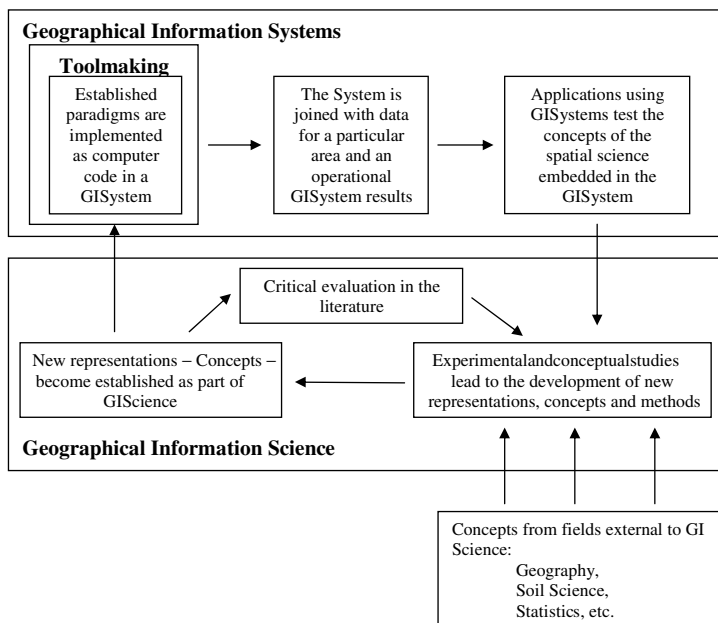 Geographical Information Systems
Toolmaking
Established
paradigms are
implemented
as computer
code in a
GISystem
The System is
joined with data
for a particular
area and an
operational
GISystem results
Applications using
GISystems test the
concepts of the
spatial science
embedded in the
GISystem
Critical evaluation in the
literature
New representations – Concepts –
become established as part of
GIScience
Experimentalandconceptualstudies
lead to the development of new
representations, concepts and methods
Geographical Information Science
Concepts from fields external to GI
Science:
Geography,
Soil Science,
Statistics, etc.